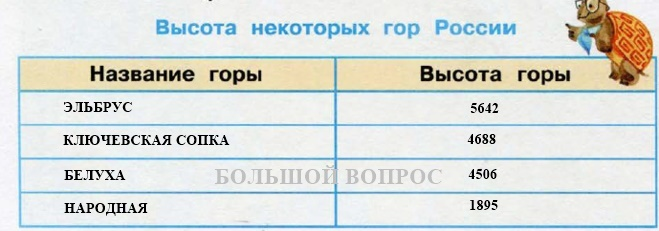 Высота некоторых гор России
Название горы Высота горы
ЭЛЬБРУС 5642
КЛЮЧЕВСКАЯ СОПКА 4688
БЕЛУХА 4506
БОЛЬШОЙ ВОПРОС
НАРОДНАЯ 1895